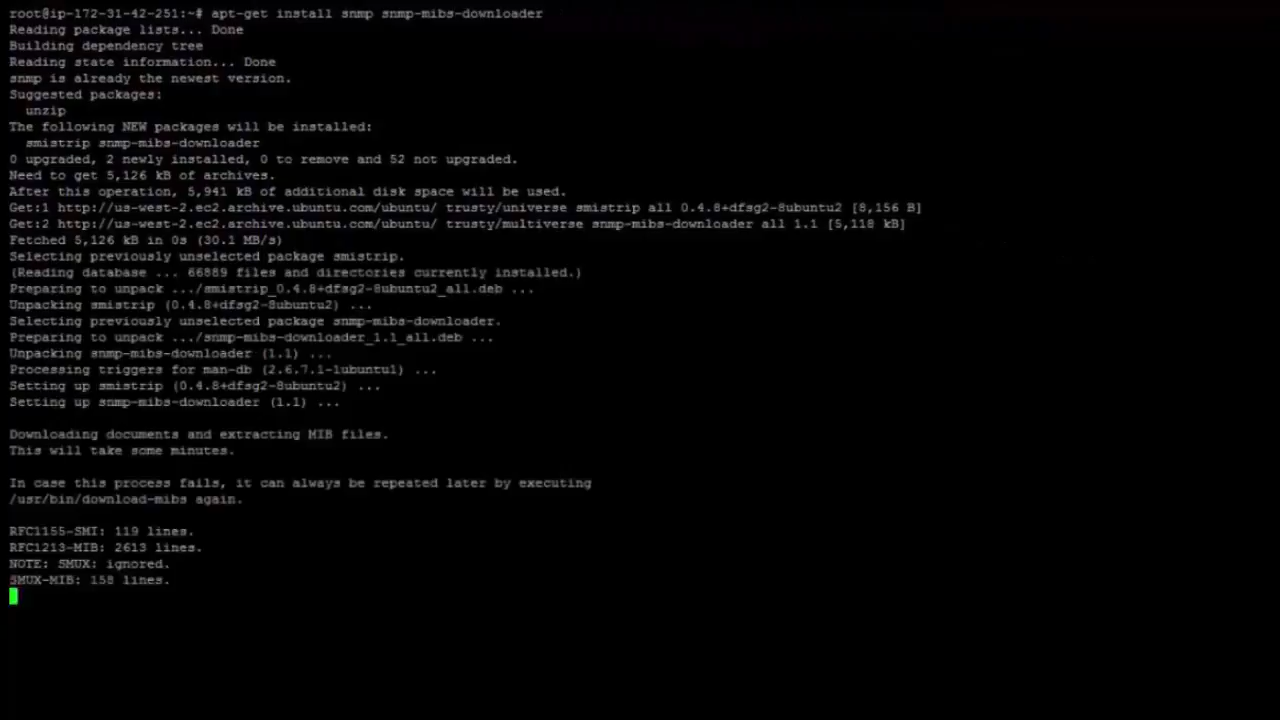 root@ip-172-31-42-251:~# apt-get install snmp snmp-mibs-downloader
Reading package lists... Done
Building dependency tree
Reading state information... Done
snmp is already the newest version.
Suggested packages:
  unzip
The following NEW packages will be installed:
  smistrip snmp-mibs-downloader
0 upgraded, 2 newly installed, 0 to remove and 52 not upgraded.
Need to get 5,126 kB of archives.
After this operation, 5,941 kB of additional disk space will be used.
Get:1 http://us-west-2.ec2.archive.ubuntu.com/ubuntu/ trusty/universe smistrip all 0.4.8+dfsg2-8ubuntu2 [8,156 B]
Get:2 http://us-west-2.ec2.archive.ubuntu.com/ubuntu/ trusty/multiverse snmp-mibs-downloader all 1.1 [5,118 kB]
Fetched 5,126 kB in 0s (30.1 MB/s)
Selecting previously unselected package smistrip.
(Reading database ... 66889 files and directories currently installed.)
Preparing to unpack .../smistrip_0.4.8+dfsg2-8ubuntu2_all.deb ...
Unpacking smistrip (0.4.8+dfsg2-8ubuntu2) ...
Selecting previously unselected package snmp-mibs-downloader.
Preparing to unpack .../snmp-mibs-downloader_1.1_all.deb ...
Unpacking snmp-mibs-downloader (1.1) ...
Processing triggers for man-db (2.6.7.1-1ubuntu1) ...
Setting up smistrip (0.4.8+dfsg2-8ubuntu2) ...
Setting up snmp-mibs-downloader (1.1) ...
Downloading documents and extracting MIB files.
This will take some minutes.
In case this process fails, it can always be repeated later by executing
/usr/bin/download-mibs again.
RFC1155-SMI: 119 lines.
RFC1213-MIB: 2613 lines.
NOTE: SMUX: ignored.
SMUX-MIB: 158 lines.